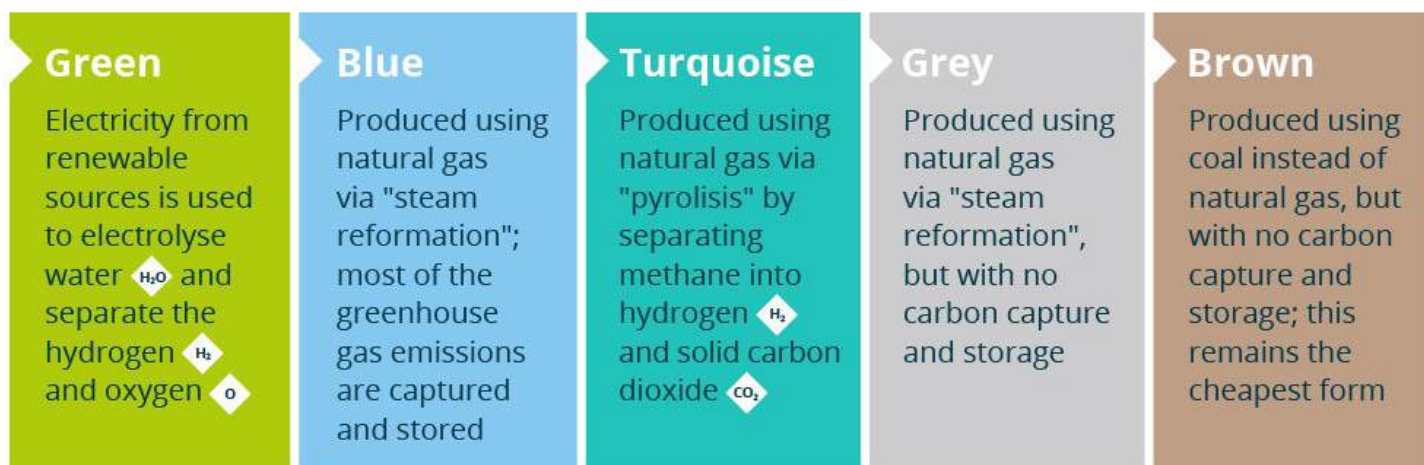 Green
Electricity from
renewable
sources is used
to electrolyse
water H₂O and
separate the
hydrogen H₂
and oxygen O
Blue
Produced using
natural gas
via "steam
reformation";
most of the
greenhouse
gas emissions
are captured
and stored
Turquoise
Produced using
natural gas via
"pyrolisis" by
separating
methane into
hydrogen H₂
and solid carbon
dioxide CO₂
Grey
Produced using
natural gas
via "steam
reformation",
but with no
carbon capture
and storage
Brown
Produced using
coal instead of
natural gas, but
with no carbon
capture and
storage; this
remains the
cheapest form